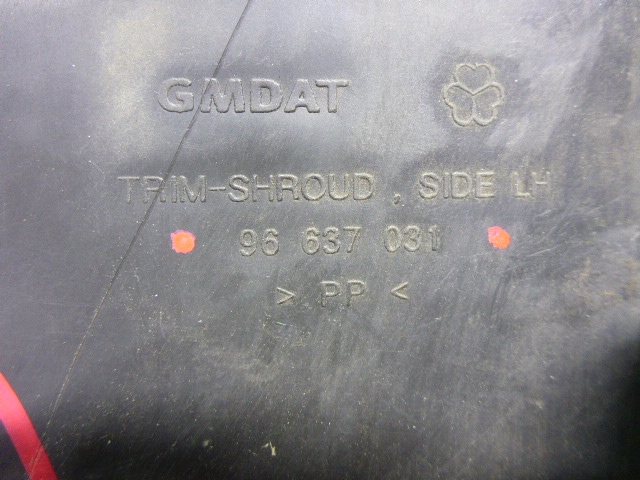 GMDAT
TRIM-SHROUD, SIDE LH
96 637 031
> PP <